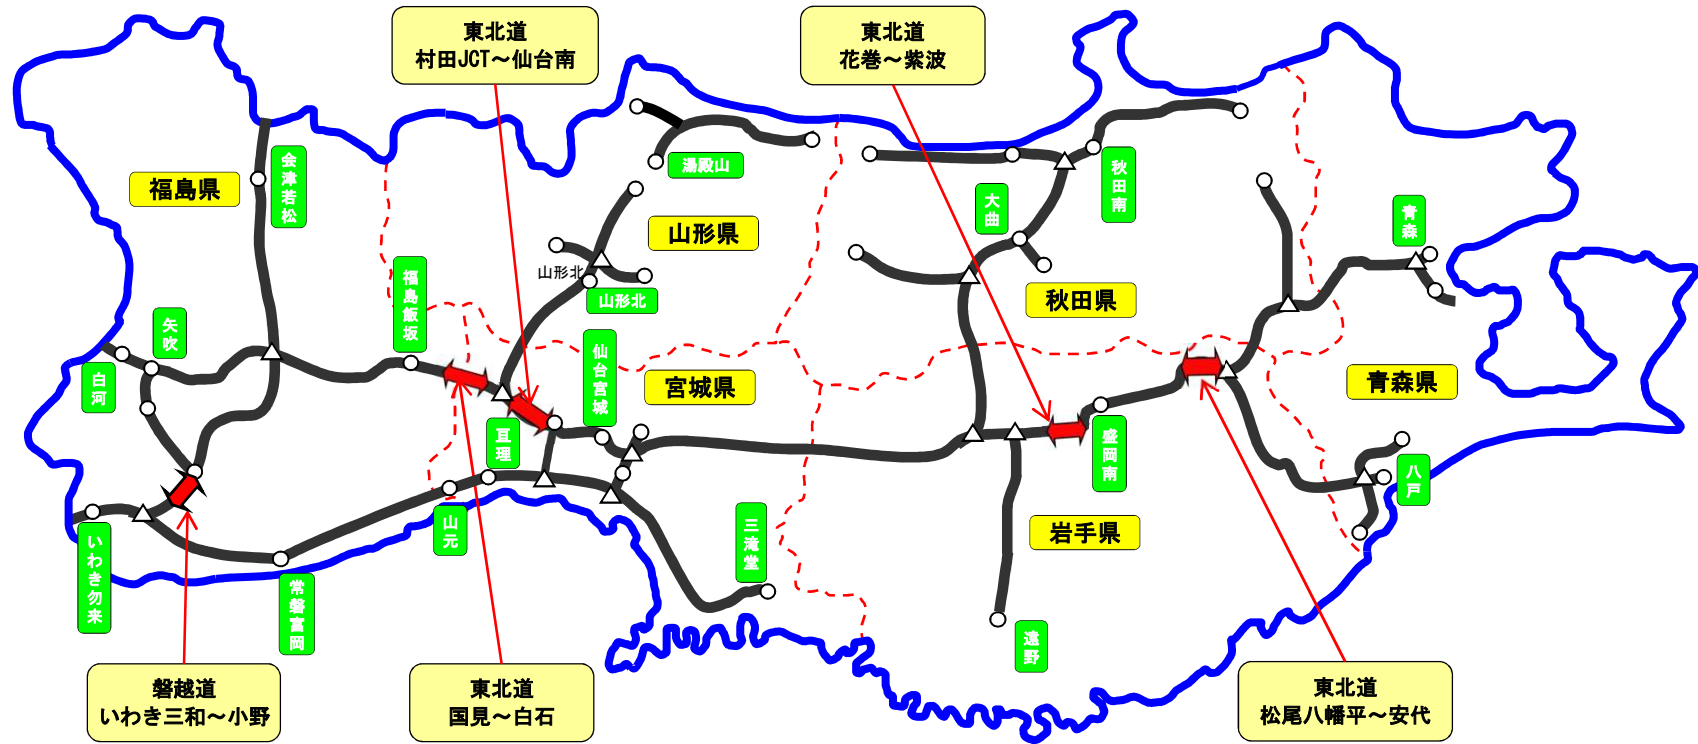 東北道
村田JCT～仙台南
東北道
花巻～紫波
会津若松
福島県
湯殿山
山形県
山形北
山形北
大曲
秋田南
青森
秋田県
福島飯坂
矢吹
白河
仙台宮城
宮城県
青森県
亘理
盛岡南
八戸
山元
三滝堂
岩手県
いわき勿来
常磐富岡
遠野
磐越道
いわき三和～小野
東北道
国見～白石
東北道
松尾八幡平～安代